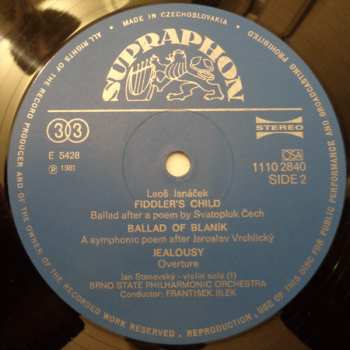 MADE IN CZECHOSLOVAKIA
ALL RIGHTS OF THE RECORD PRODUCER AND OF THE OWNER OF THE RECORDED WORK RESERVED. REPRODUCTION, USE OF THIS DISC FOR PUBLIC PERFORMANCE AND BROADCASTING PROHIBITED
SUPRAPHON
33
STEREO
E 5428
OSA
℗ 1981
1110 2840
SIDE 2
Leoš Janáček
FIDDLER'S CHILD
Ballad after a poem by Svatopluk Čech
BALLAD OF BLANÍK
A symphonic poem after Jaroslav Vrchlický
JEALOUSY
Overture
Jan Stanovský - violin solo (1)
BRNO STATE PHILHARMONIC ORCHESTRA
Conductor: FRANTIŠEK JÍLEK